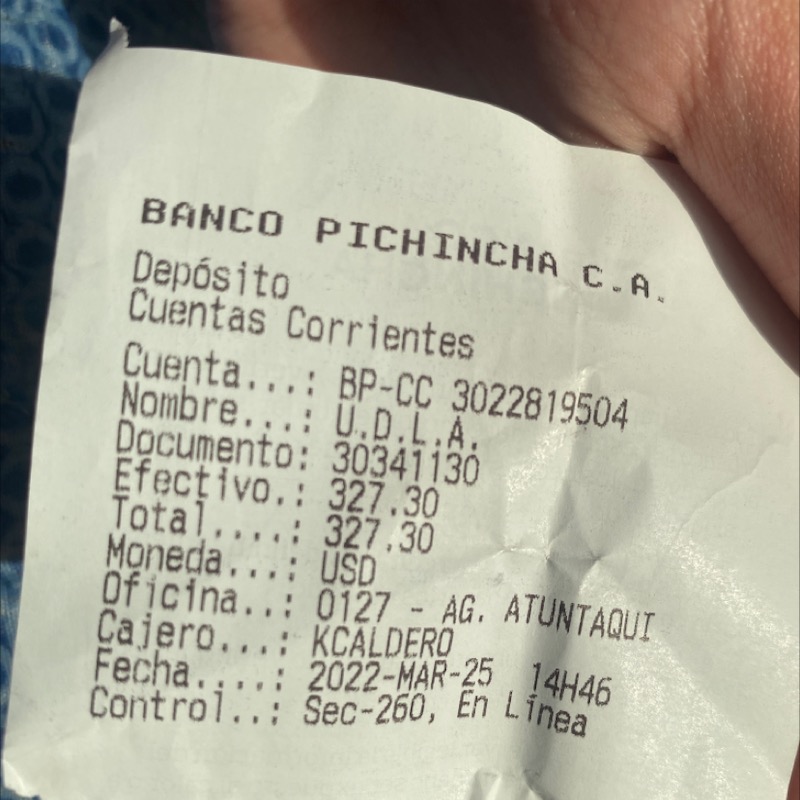 BANCO PICHINCHA C.A.
Depósito
Cuentas Corrientes
Cuenta...: BP-CC 3022819504
Nombre...: U.D.L.A.
Documento: 30341130
Efectivo.: 327.30
Total....: 327.30
Moneda...: USD
Oficina..: 0127 - AG. ATUNTAQUI
Cajero...: KCALDERO
Fecha....: 2022-MAR-25 14H46
Control..: Sec-260, En Línea